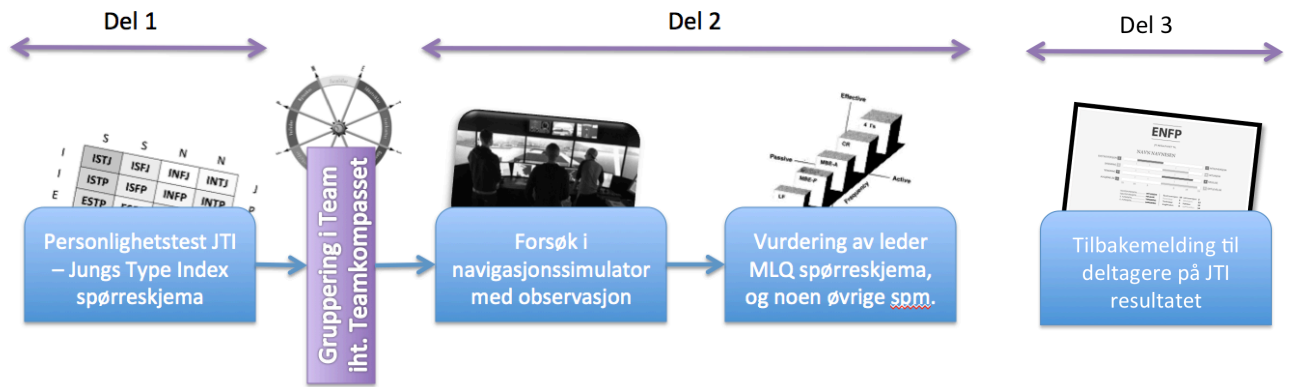 Del 1
Del 2
Del 3
S S N N
I ISTJ ISFJ INFJ INTJ J
I ISTP ISFP INFP INTP P
E ESTP
Effective
4 I's
CR
MBE-A
Passive
MBE-P
Active
LF
Frequency
ENFP
Personlighetstest JTI
– Jungs Type Index
spørreskjema
Gruppering i Team
iht. Teamkompasset
Forsøk i
navigasjonssimulator
med observasjon
Vurdering av leder
MLQ spørreskjema,
og noen øvrige spm.
Tilbakemelding til
deltagere på JTI
resultatet